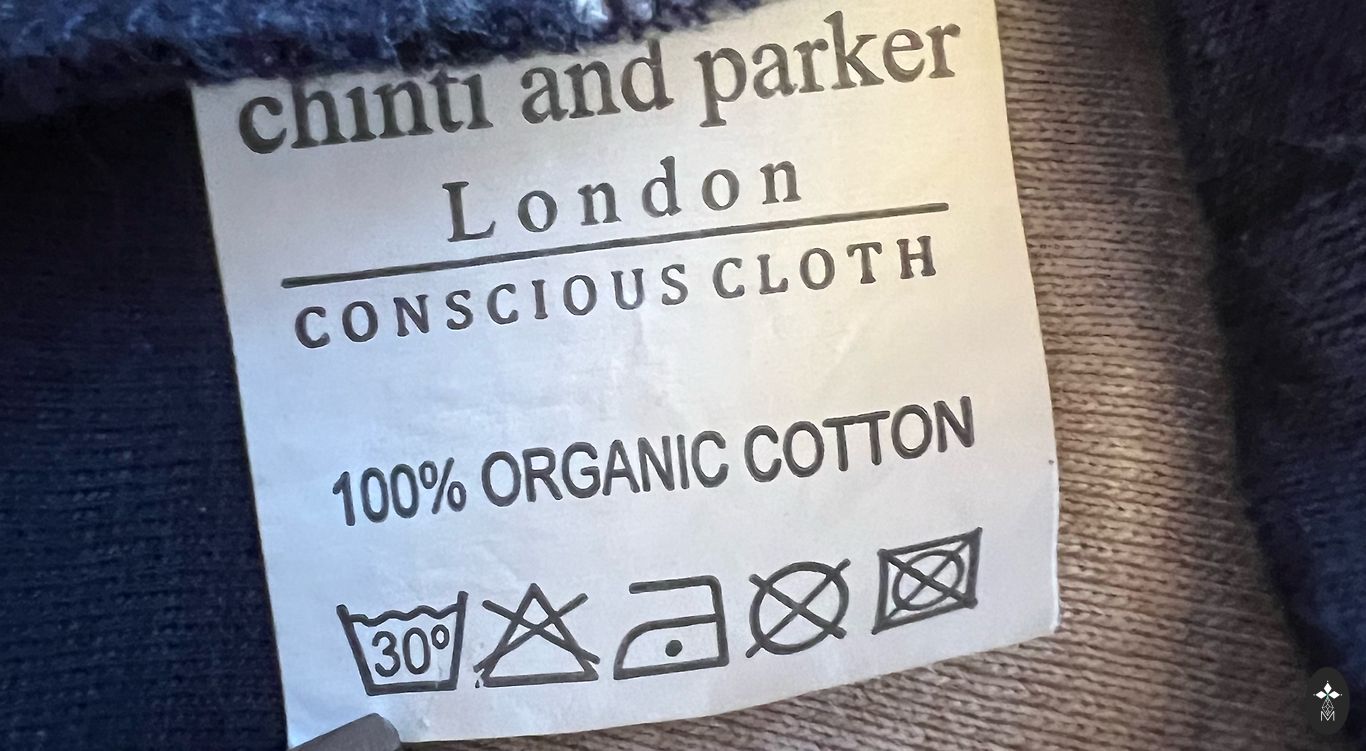 chinti and parker
London
CONSCIOUS CLOTH
100% ORGANIC COTTON
30°
M